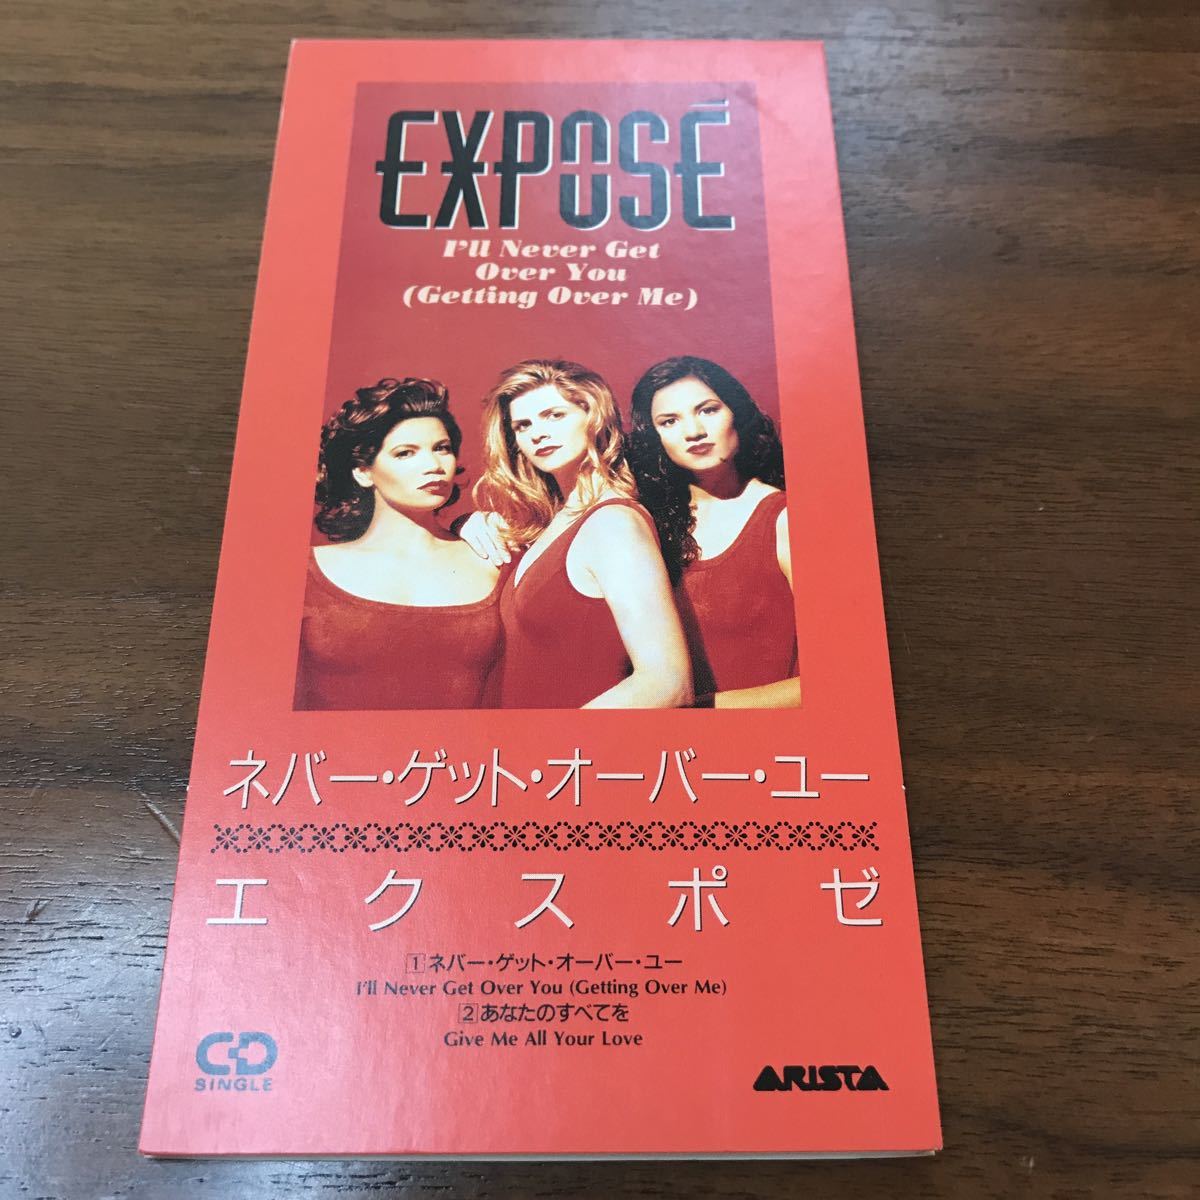 EXPOSÉ
I'll Never Get
Over You
(Getting Over Me)
ネバー・ゲット・オーバー・ユー
エクスポゼ
1 ネバー・ゲット・オーバー・ユー
I'll Never Get Over You (Getting Over Me)
2 あなたのすべてを
Give Me All Your Love
CD
SINGLE
ARISTA